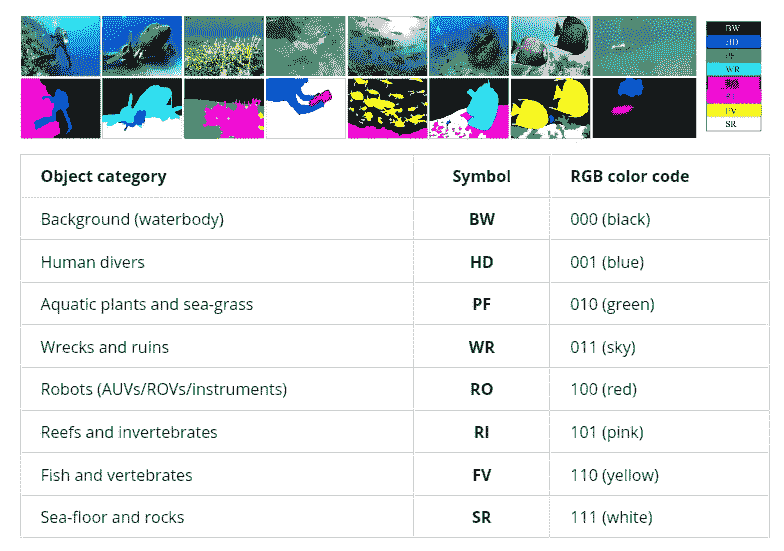 BW
HD
PF
WR
FV
SR
Object category Symbol RGB color code
Background (waterbody) BW 000 (black)
Human divers HD 001 (blue)
Aquatic plants and sea-grass PF 010 (green)
Wrecks and ruins WR 011 (sky)
Robots (AUVs/ROVs/instruments) RO 100 (red)
Reefs and invertebrates RI 101 (pink)
Fish and vertebrates FV 110 (yellow)
Sea-floor and rocks SR 111 (white)